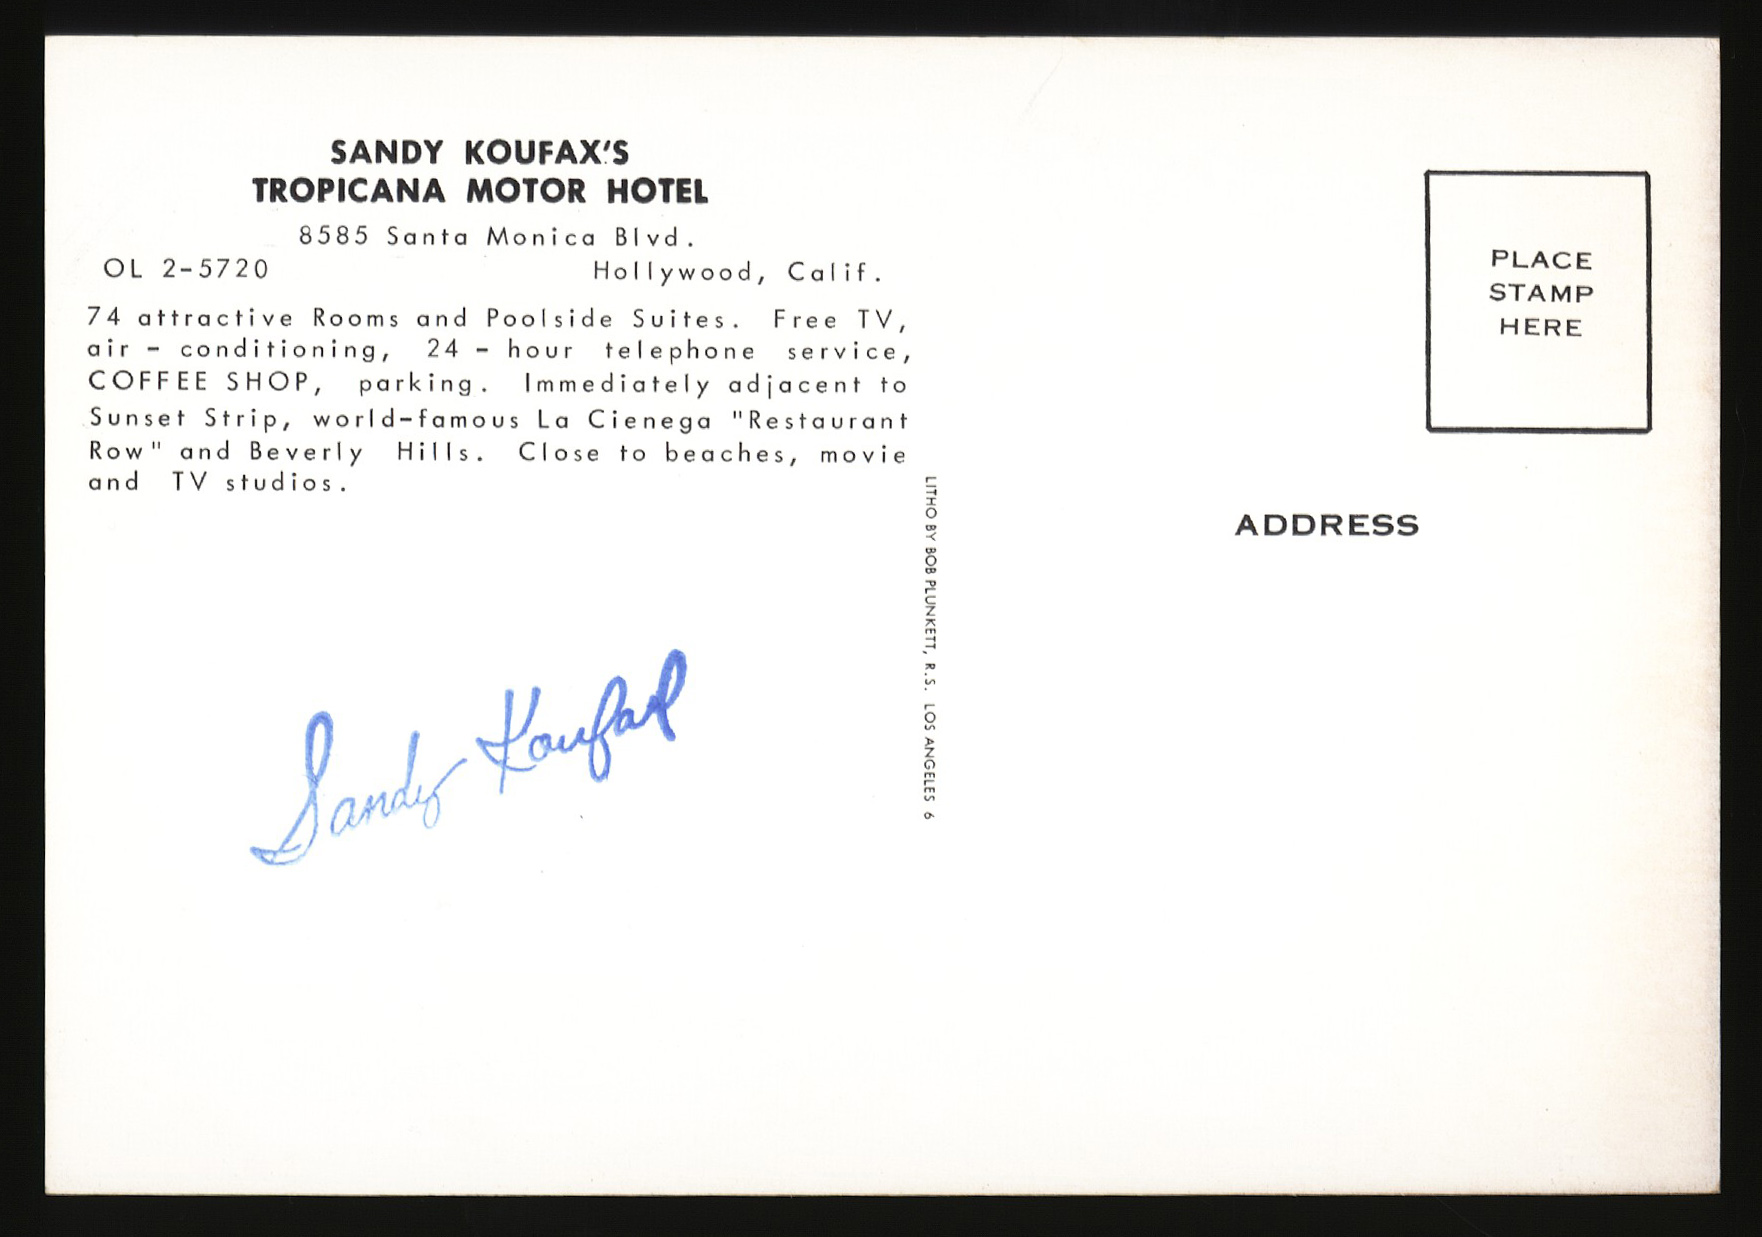 SANDY KOUFAX'S
TROPICANA MOTOR HOTEL
8585 Santa Monica Blvd.
OL 2-5720 Hollywood, Calif.
74 attractive Rooms and Poolside Suites. Free TV,
air - conditioning, 24 - hour telephone service,
COFFEE SHOP, parking. Immediately adjacent to
Sunset Strip, world-famous La Cienega "Restaurant
Row" and Beverly Hills. Close to beaches, movie
and TV studios.
Sandy Koufax
LITHO BY BOB PLUNKETT, R.S. LOS ANGELES 6
PLACE
STAMP
HERE
ADDRESS